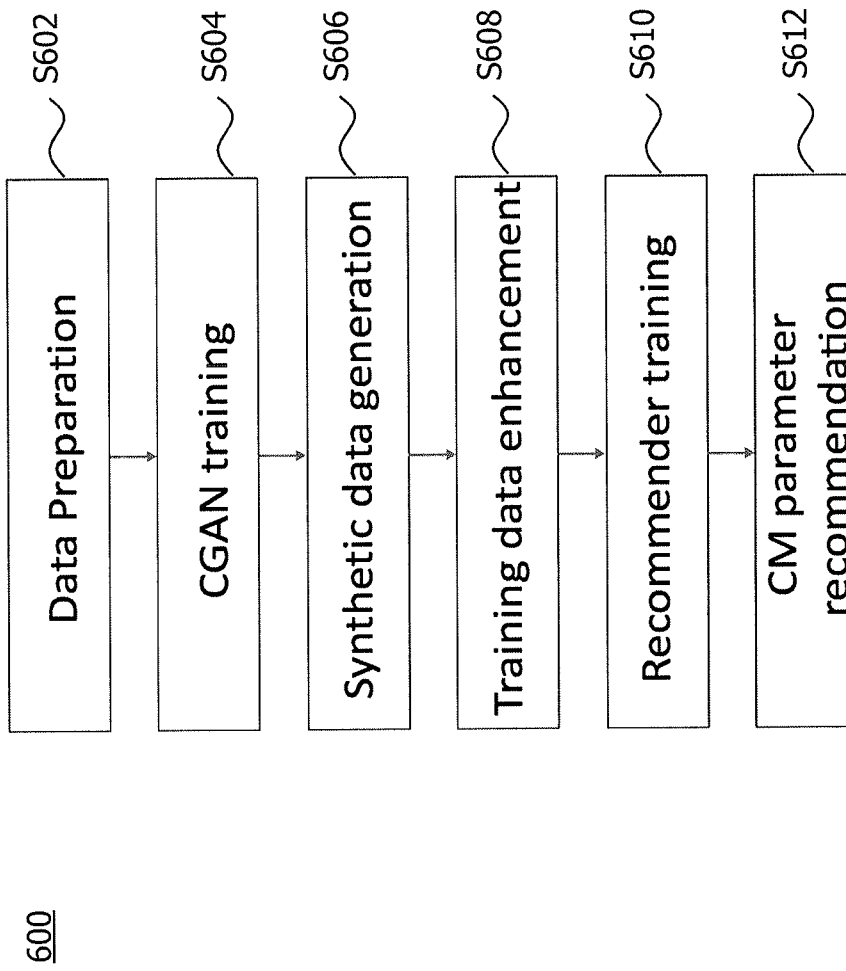 600
Data Preparation
S602
CGAN training
S604
Synthetic data generation
S606
Training data enhancement
S608
Recommender training
S610
CM parameter
recommendation
S612